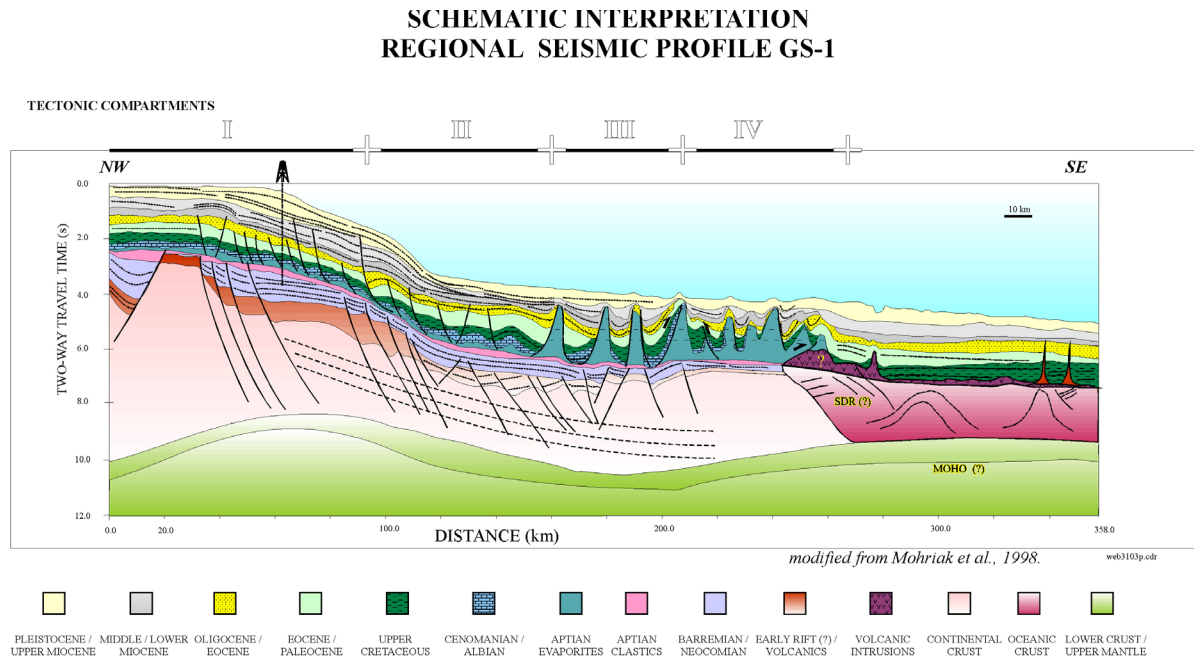 SCHEMATIC INTERPRETATION
REGIONAL SEISMIC PROFILE GS-1
TECTONIC COMPARTMENTS
I II IIII IV
NW SE
0.0
2.0
4.0
6.0
8.0
10.0
12.0
TWO-WAY TRAVEL TIME (s)
10 km
?
SDR (?)
MOHO (?)
0.0 20.0 100.0 200.0 300.0 358.0
DISTANCE (km)
modified from Mohriak et al., 1998.
web3103p.cdr
PLEISTOCENE / UPPER MIOCENE
MIDDLE / LOWER MIOCENE
OLIGOCENE / EOCENE
EOCENE / PALEOCENE
UPPER CRETACEOUS
CENOMANIAN / ALBIAN
APTIAN EVAPORITES
APTIAN CLASTICS
BARREMIAN / NEOCOMIAN
EARLY RIFT (?) / VOLCANICS
VOLCANIC INTRUSIONS
CONTINENTAL CRUST
OCEANIC CRUST
LOWER CRUST / UPPER MANTLE